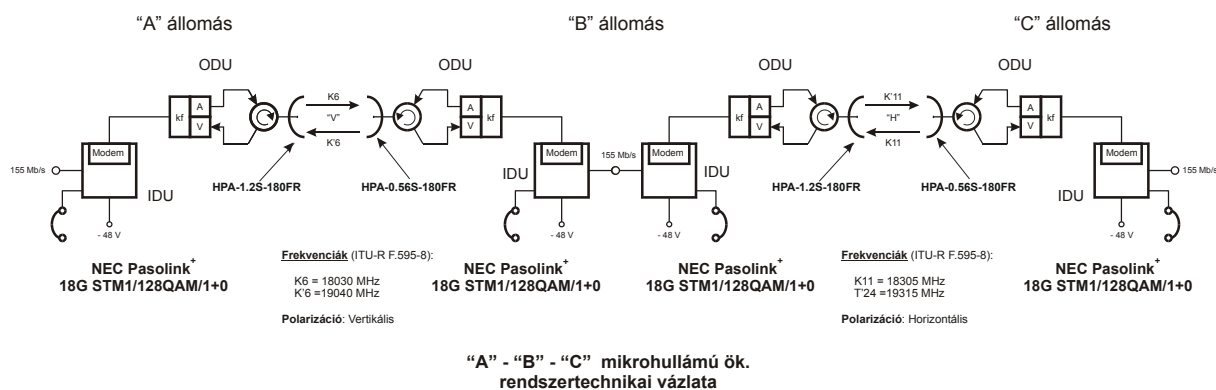 “A” állomás
“B” állomás
“C” állomás
ODU
ODU
ODU
ODU
kf
A
V
K6
“V”
K'6
A
V
kf
kf
A
V
K'11
“H”
K11
A
V
kf
Modem
155 Mb/s
IDU
- 48 V
HPA-1.2S-180FR
HPA-0.56S-180FR
Modem
IDU
- 48 V
155 Mb/s
Modem
IDU
- 48 V
HPA-1.2S-180FR
HPA-0.56S-180FR
Modem
IDU
- 48 V
155 Mb/s
NEC Pasolink+
18G STM1/128QAM/1+0
Frekvenciák (ITU-R F.595-8):
K6 = 18030 MHz
K'6 = 19040 MHz
Polarizáció: Vertikális
NEC Pasolink+
18G STM1/128QAM/1+0
NEC Pasolink+
18G STM1/128QAM/1+0
Frekvenciák (ITU-R F.595-8):
K11 = 18305 MHz
T'24 =19315 MHz
Polarizáció: Horizontális
NEC Pasolink+
18G STM1/128QAM/1+0
“A” - “B” - “C” mikrohullámú ök.
rendszertechnikai vázlata